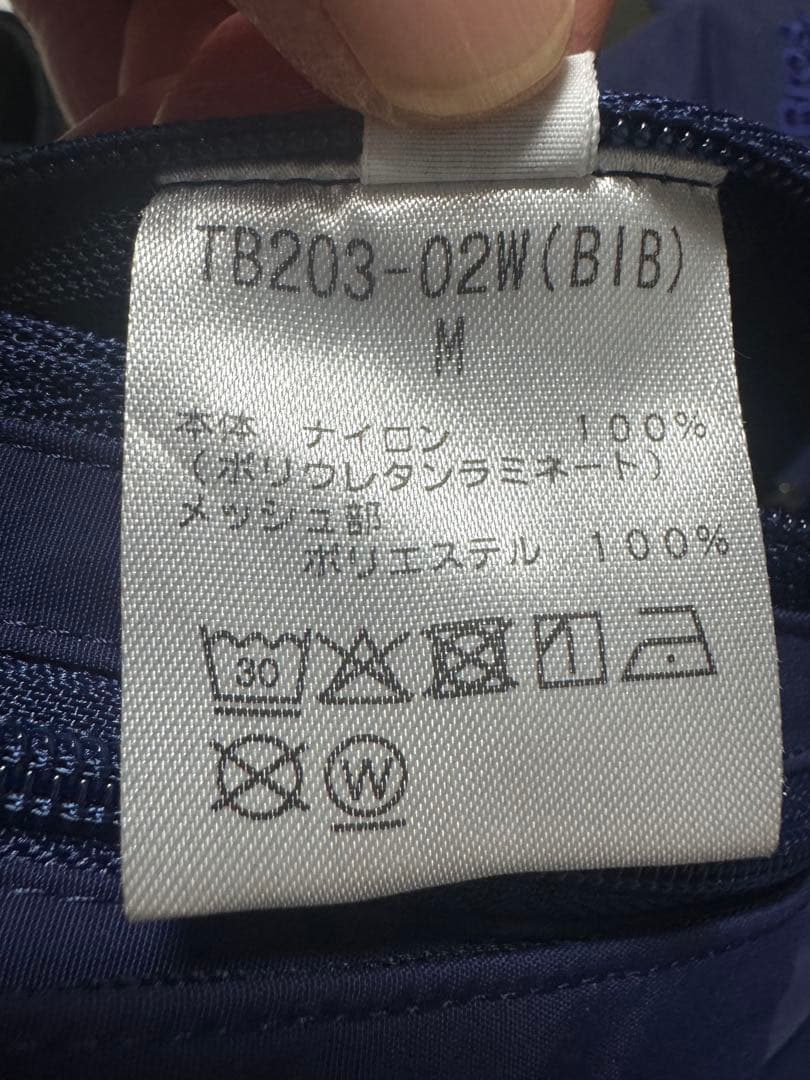 TB203-02W(BIB)
M
本体 ナイロン 100%
(ポリウレタンラミネート)
メッシュ部
ポリエステル 100%
30
W